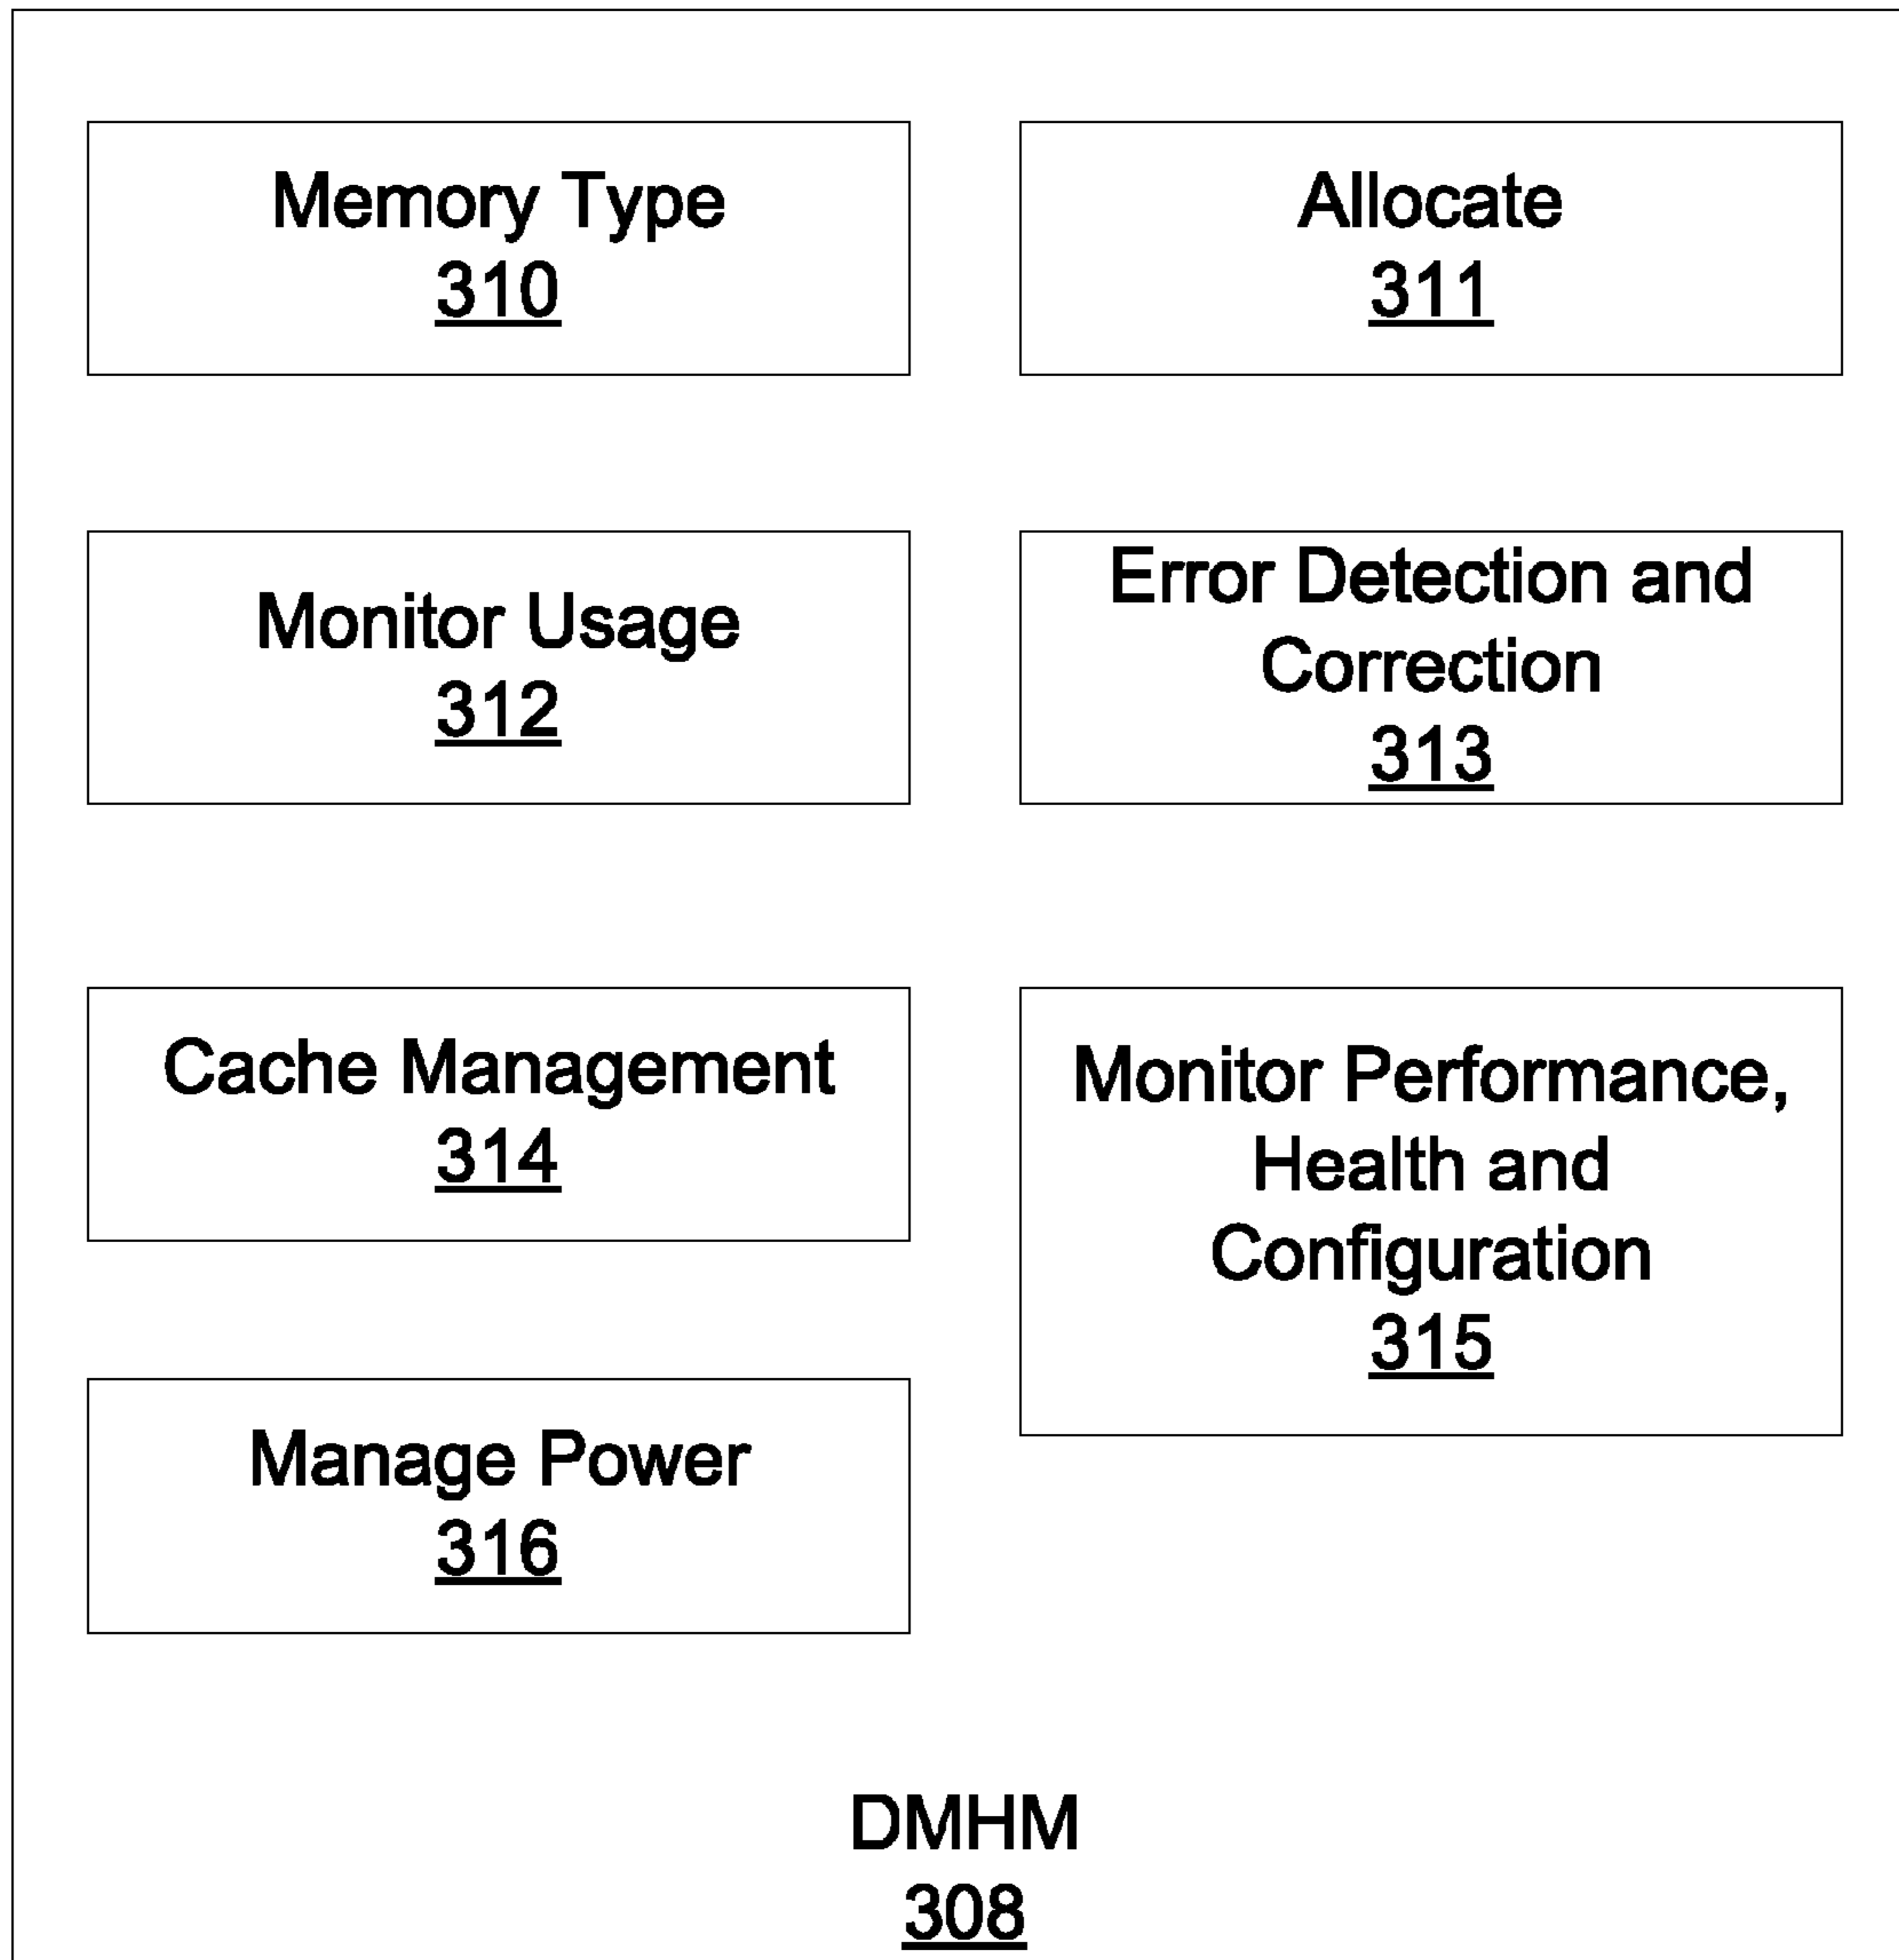 Memory Type
310
Allocate
311
Monitor Usage
312
Error Detection and
Correction
313
Cache Management
314
Monitor Performance,
Health and
Configuration
315
Manage Power
316
DMHM
308